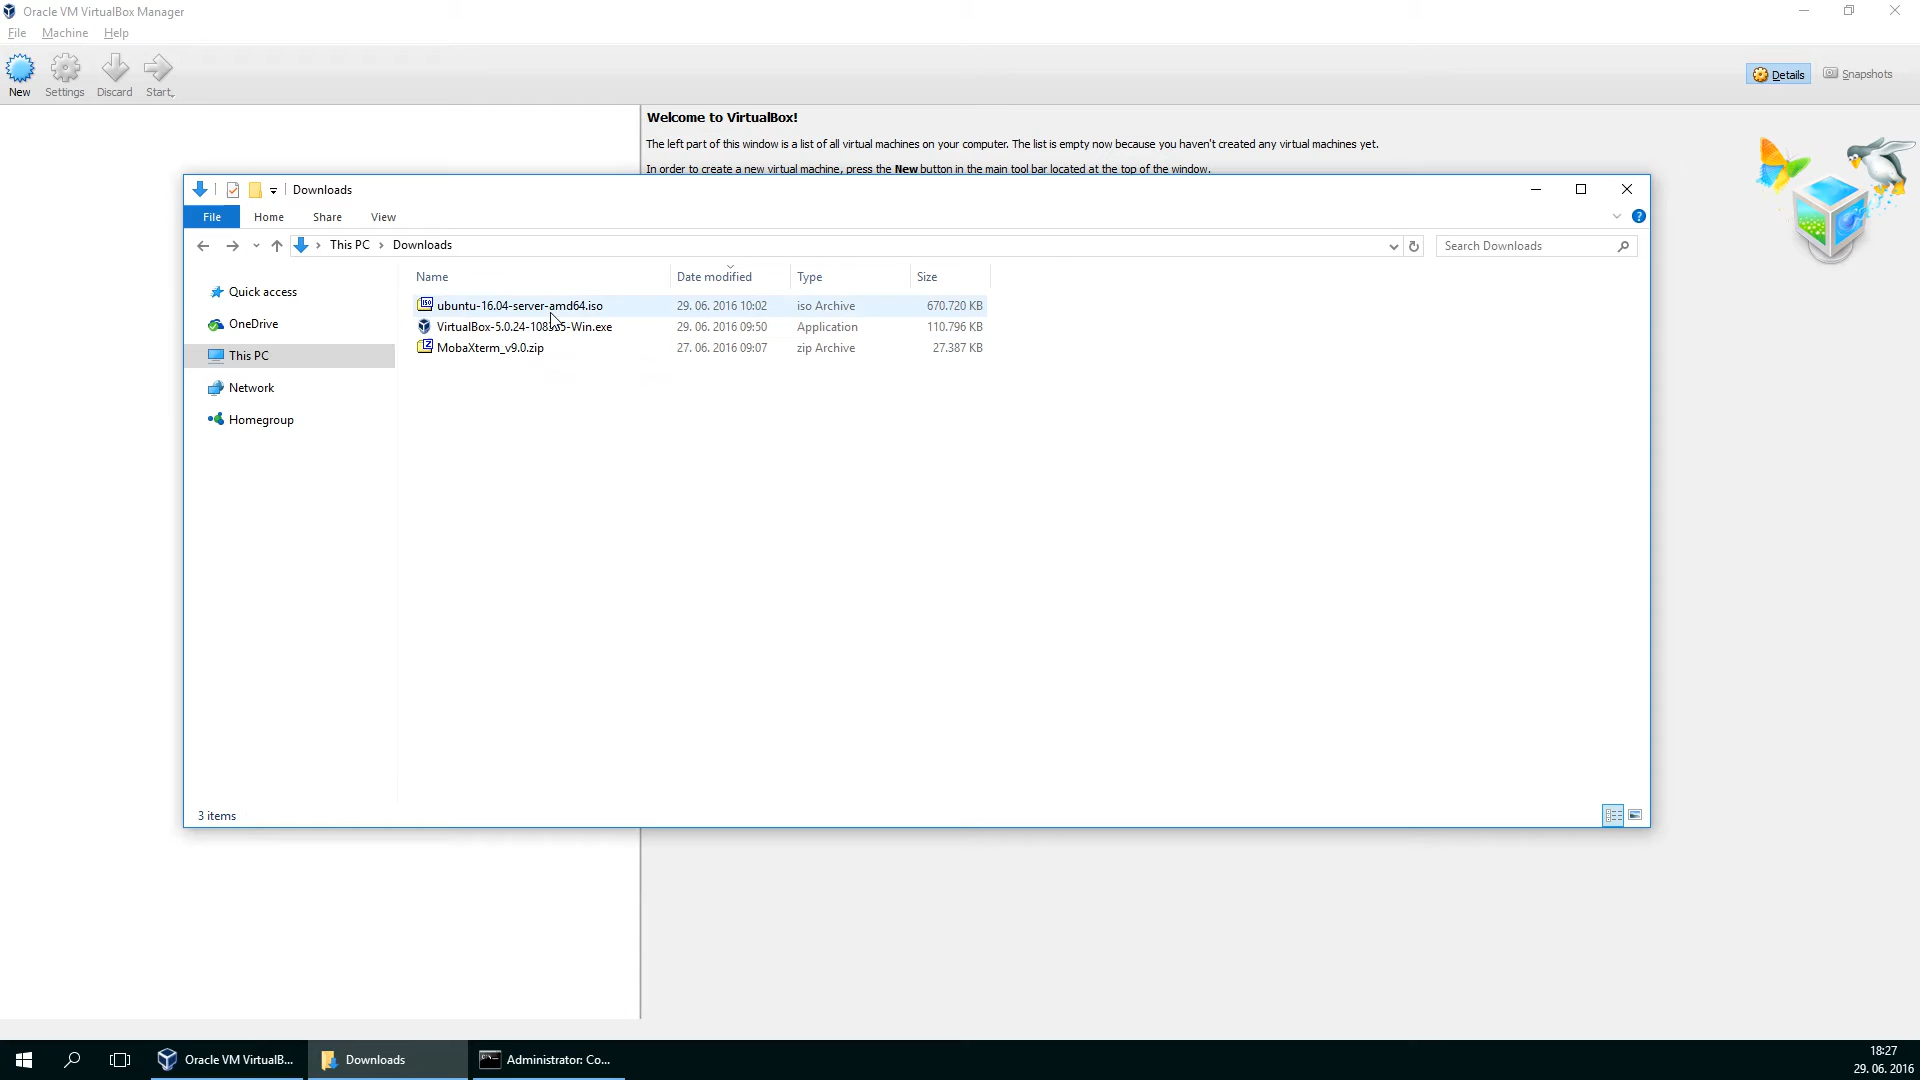 Oracle VM VirtualBox Manager
File Machine Help
New Settings Discard Start
Details Snapshots
Welcome to VirtualBox!
The left part of this window is a list of all virtual machines on your computer. The list is empty now because you haven't created any virtual machines yet.
In order to create a new virtual machine, press the New button in the main tool bar located at the top of the window.
Downloads
File Home Share View
This PC Downloads
Search Downloads
Name Date modified Type Size
ubuntu-16.04-server-amd64.iso 29. 06. 2016 10:02 iso Archive 670.720 KB
29. 06. 2016 09:50 Application 110.796 KB
MobaXterm_v9.0.zip 27. 06. 2016 09:07 zip Archive 27.387 KB
Quick access
OneDrive
This PC
Network
Homegroup
3 items
Oracle VM VirtualB...
Downloads
Administrator: Co...
18:27
29. 06. 2016